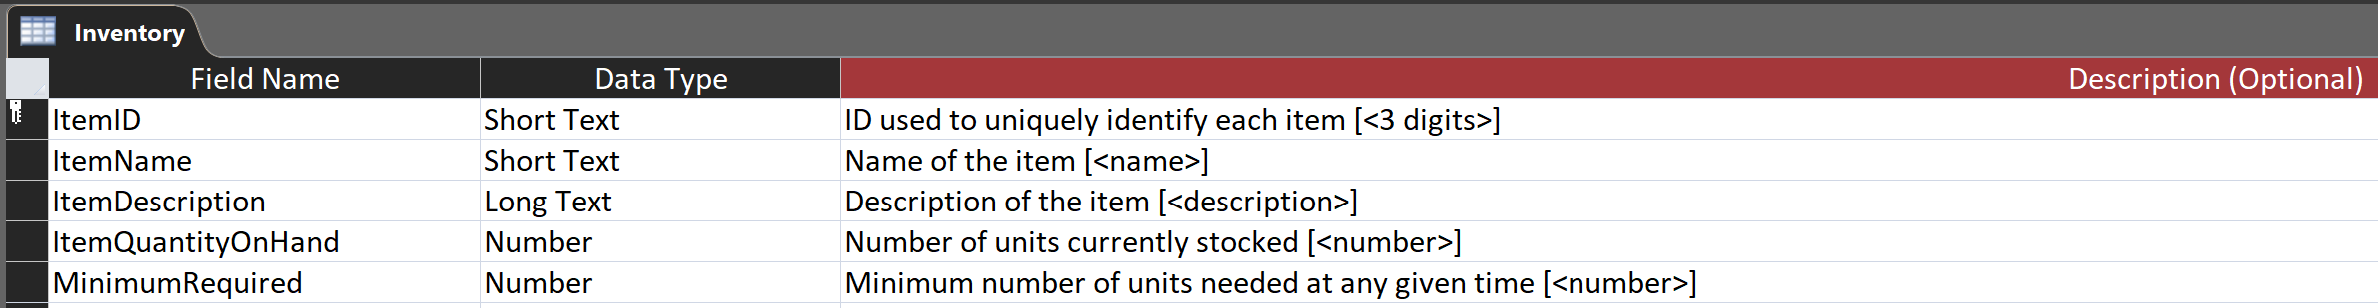 Inventory
Field Name Data Type Description (Optional)
ItemID Short Text ID used to uniquely identify each item [<3 digits>]
ItemName Short Text Name of the item [<name>]
ItemDescription Long Text Description of the item [<description>]
ItemQuantityOnHand Number Number of units currently stocked [<number>]
MinimumRequired Number Minimum number of units needed at any given time [<number>]